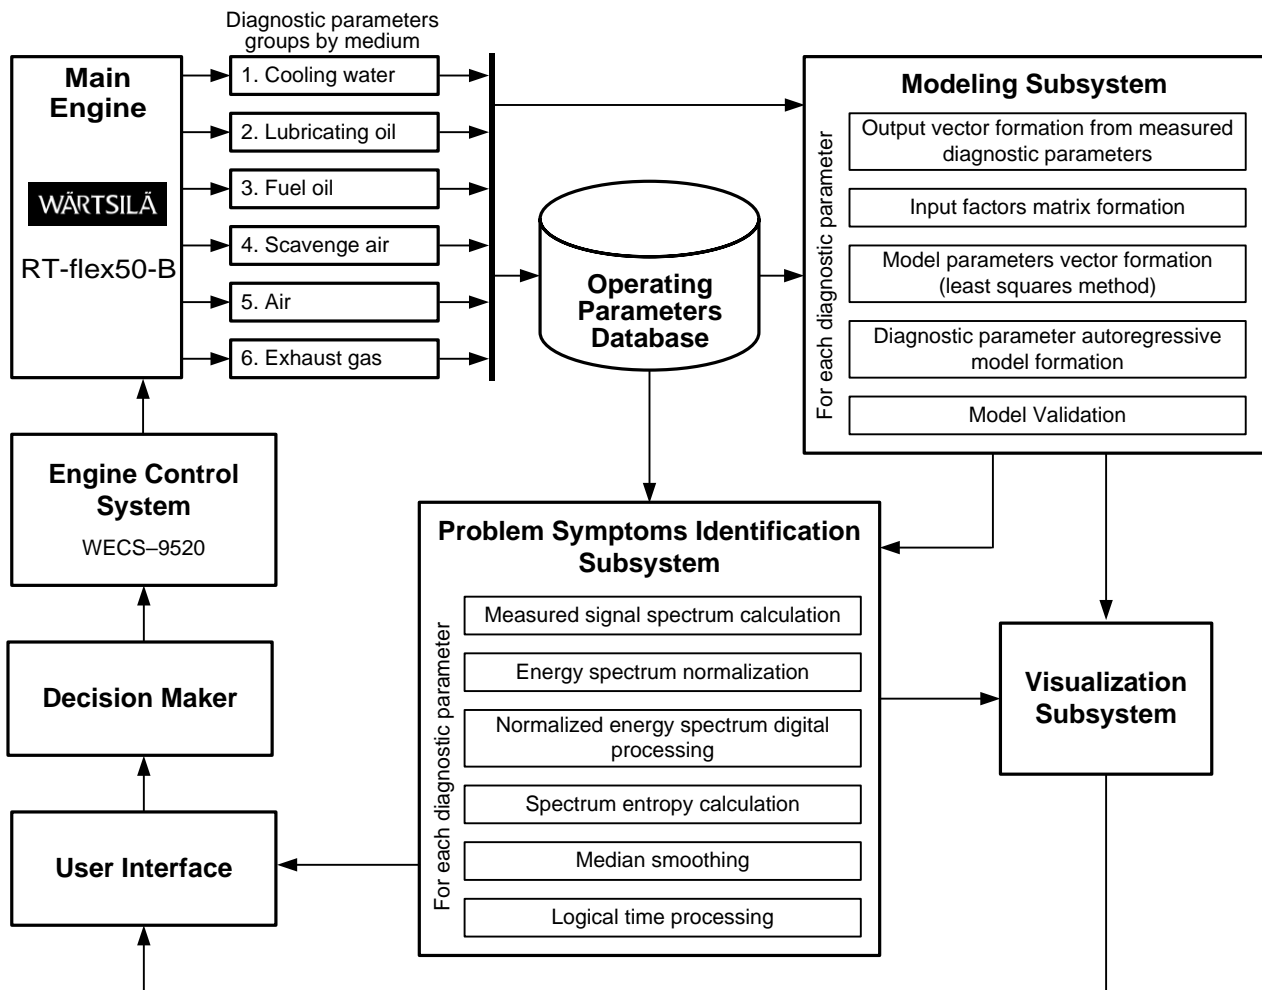 Diagnostic parameters
groups by medium
Main
Engine
WÄRTSILÄ
RT-flex50-B
1. Cooling water
2. Lubricating oil
3. Fuel oil
4. Scavenge air
5. Air
6. Exhaust gas
Operating
Parameters
Database
Modeling Subsystem
For each diagnostic parameter
Output vector formation from measured
diagnostic parameters
Input factors matrix formation
Model parameters vector formation
(least squares method)
Diagnostic parameter autoregressive
model formation
Model Validation
Engine Control
System
WECS–9520
Decision Maker
User Interface
Problem Symptoms Identification
Subsystem
For each diagnostic parameter
Measured signal spectrum calculation
Energy spectrum normalization
Normalized energy spectrum digital
processing
Spectrum entropy calculation
Median smoothing
Logical time processing
Visualization
Subsystem